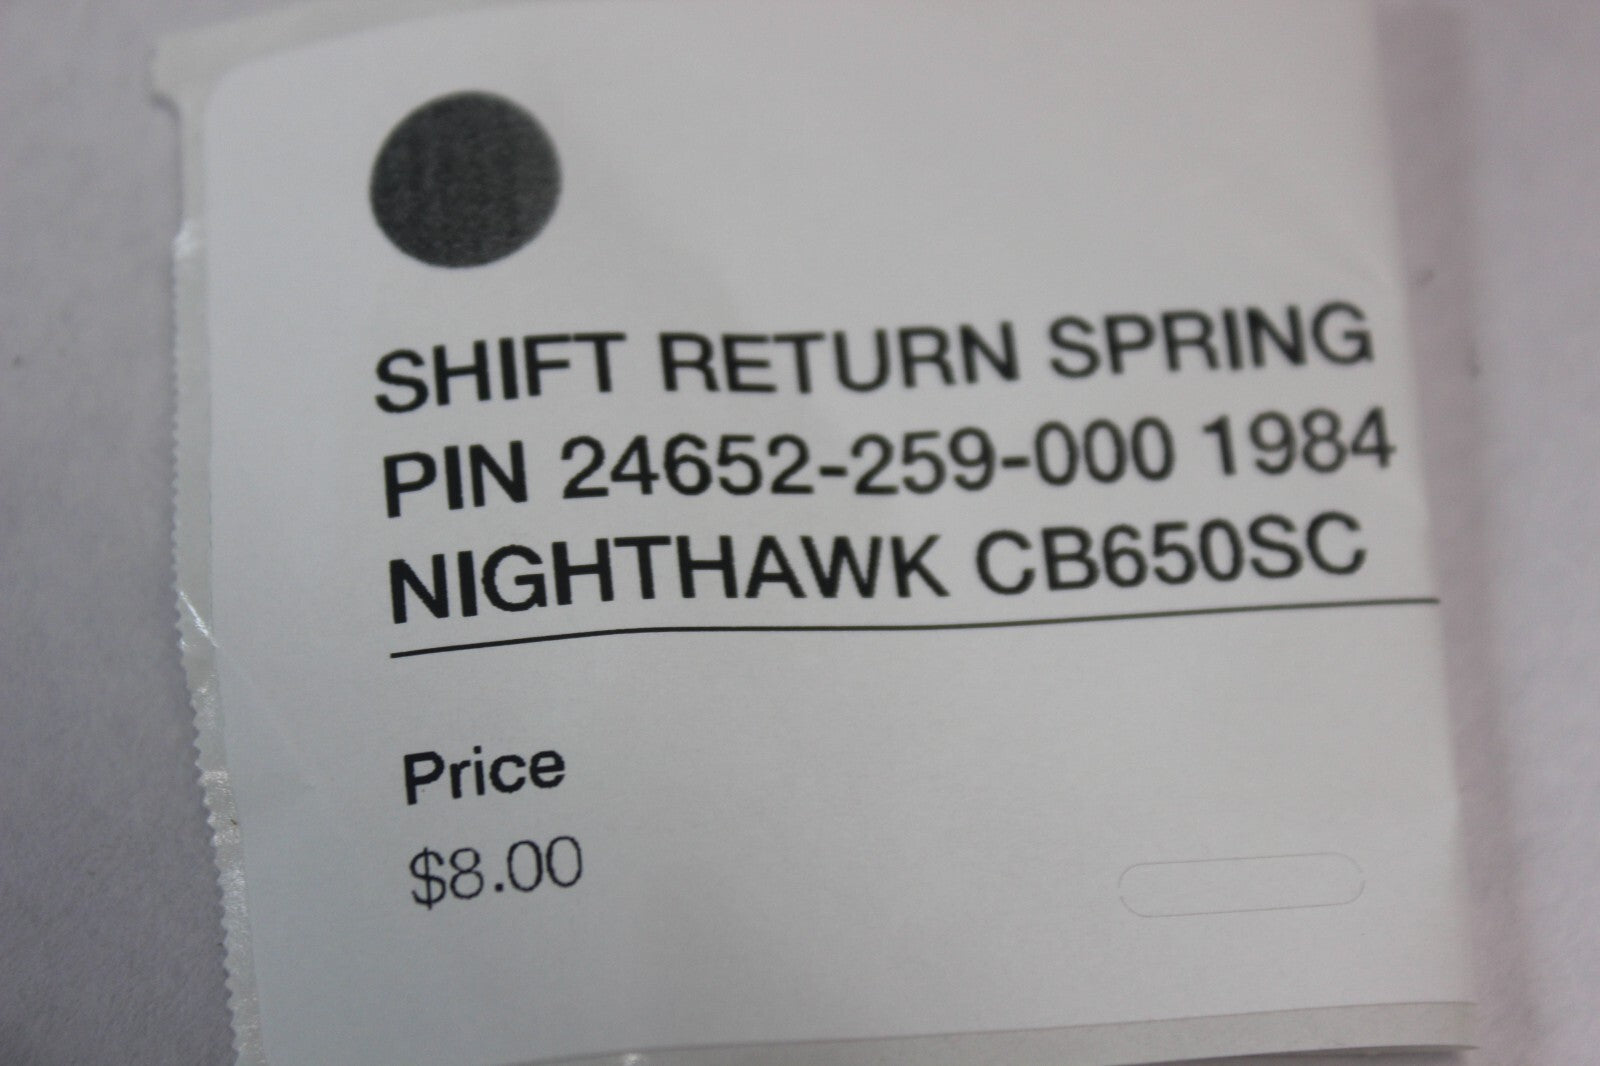 SHIFT RETURN SPRING
PIN 24652-259-000 1984
NIGHTHAWK CB650SC
Price
$8.00